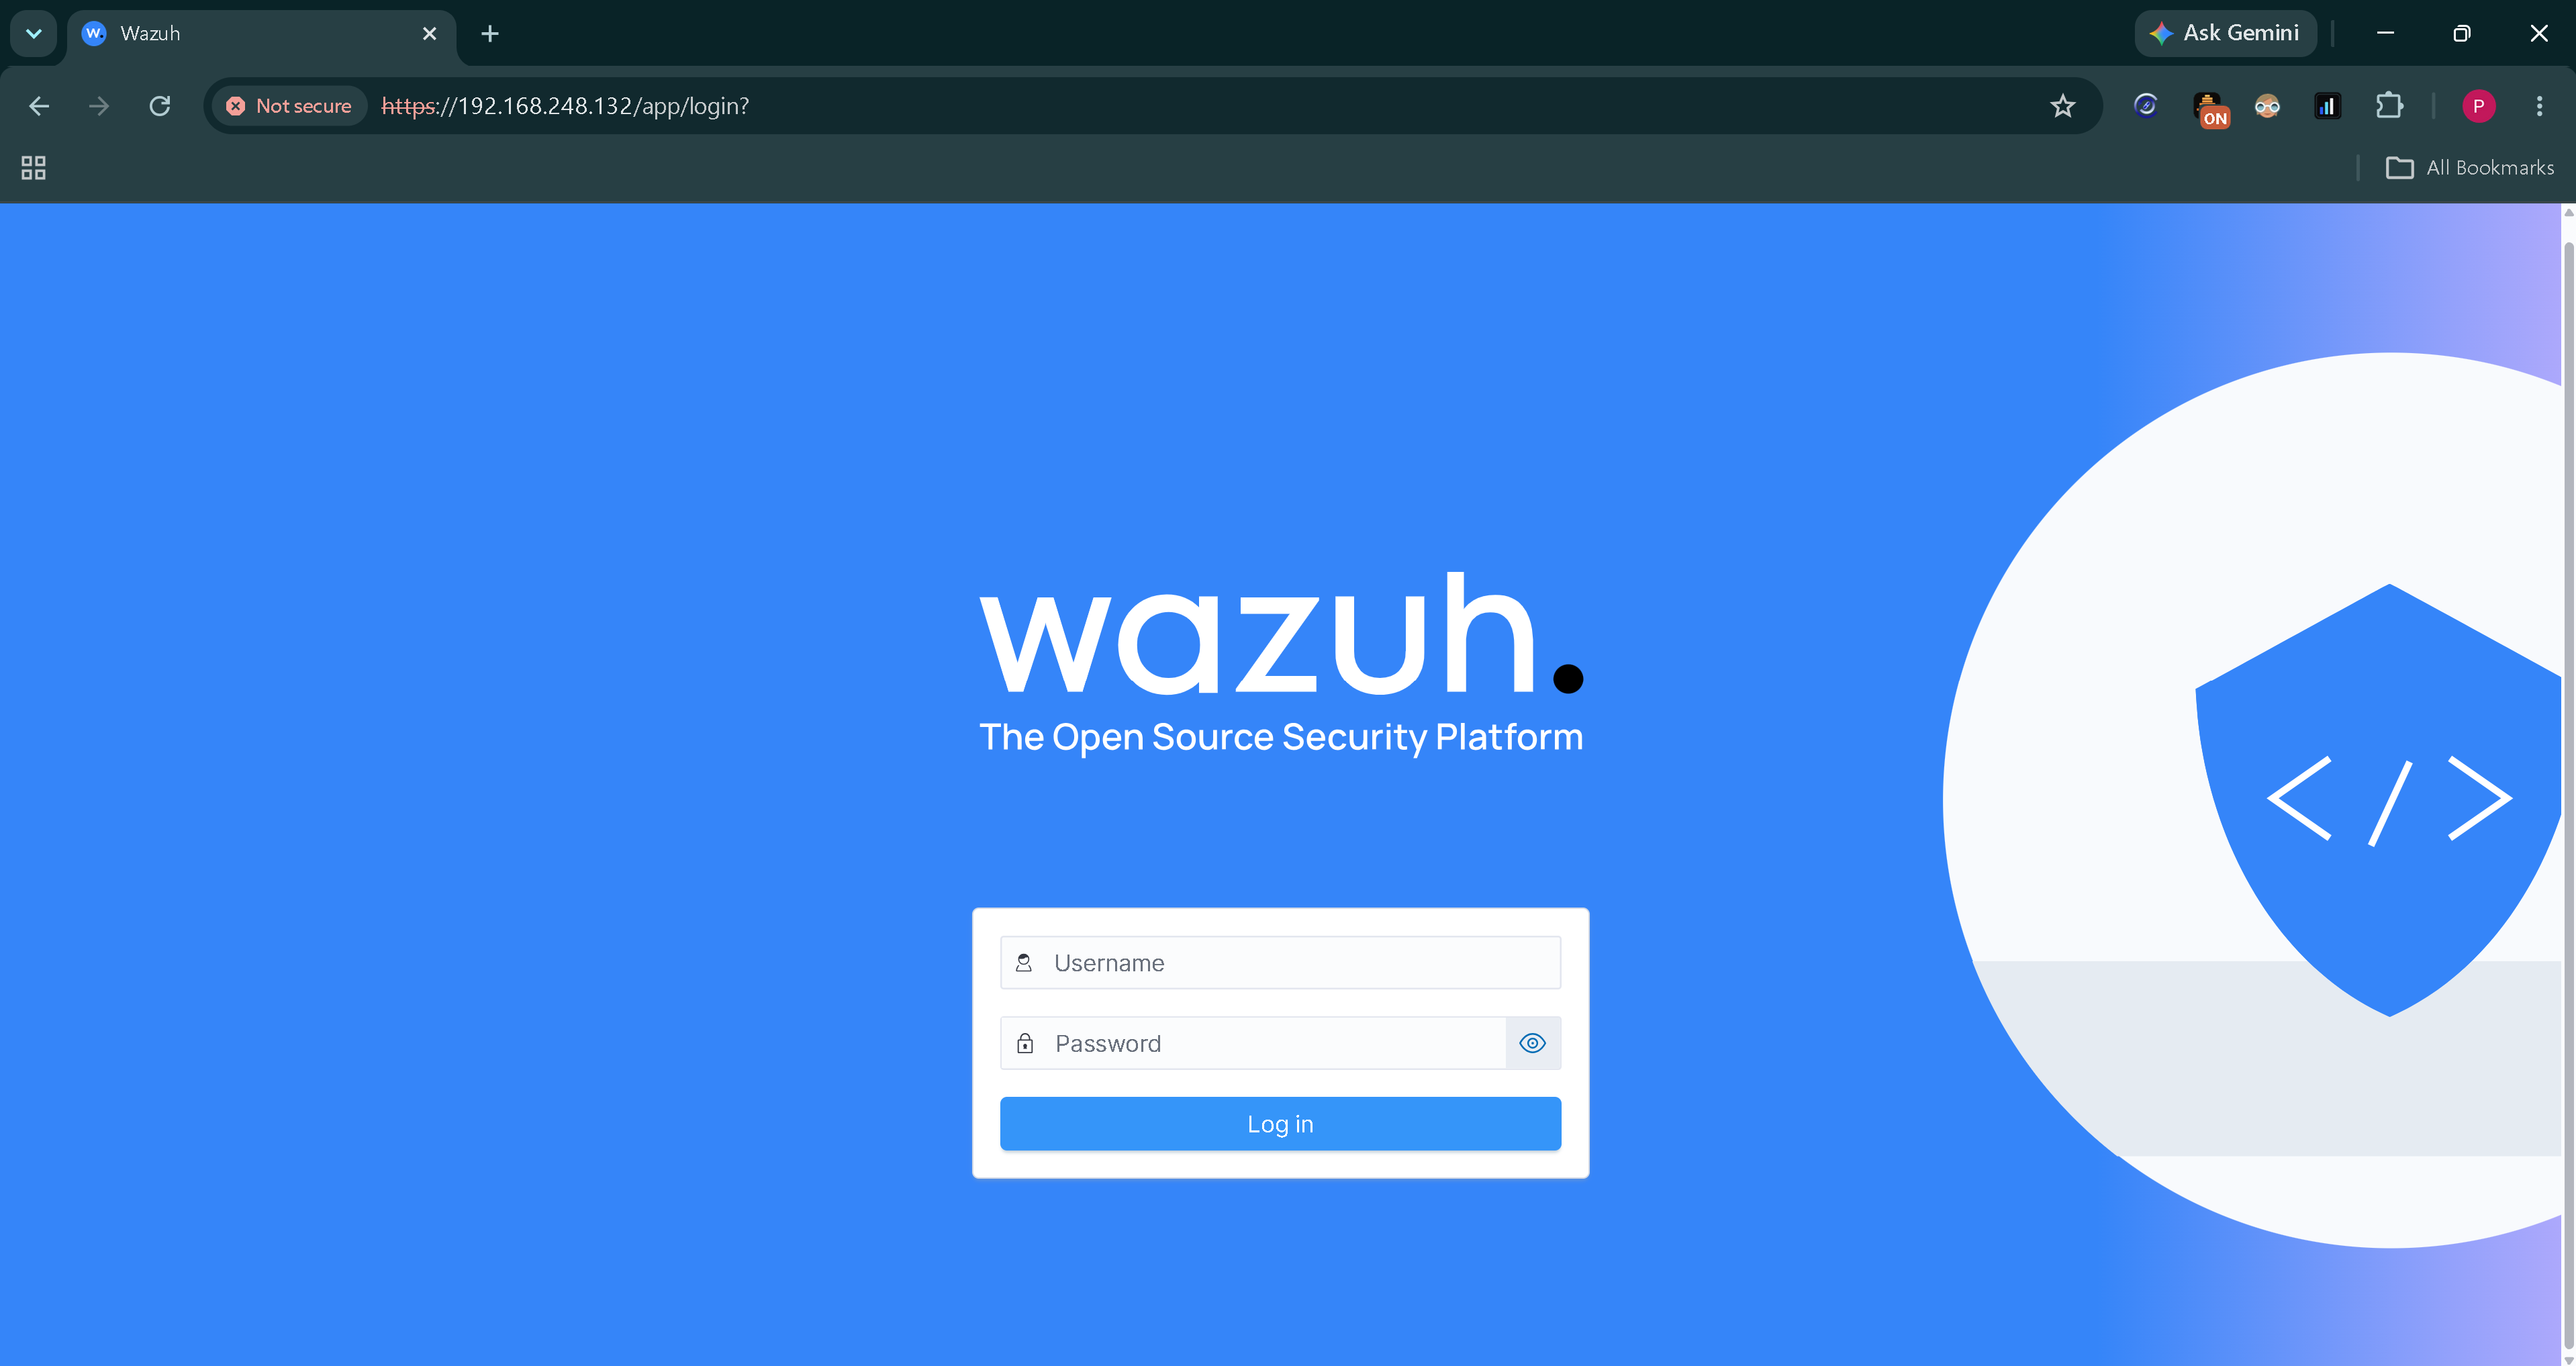 W. Wazuh
Ask Gemini
Not secure https://192.168.248.132/app/login?
ON
P
All Bookmarks
wazuh.
The Open Source Security Platform
</>
Username
Password
Log in